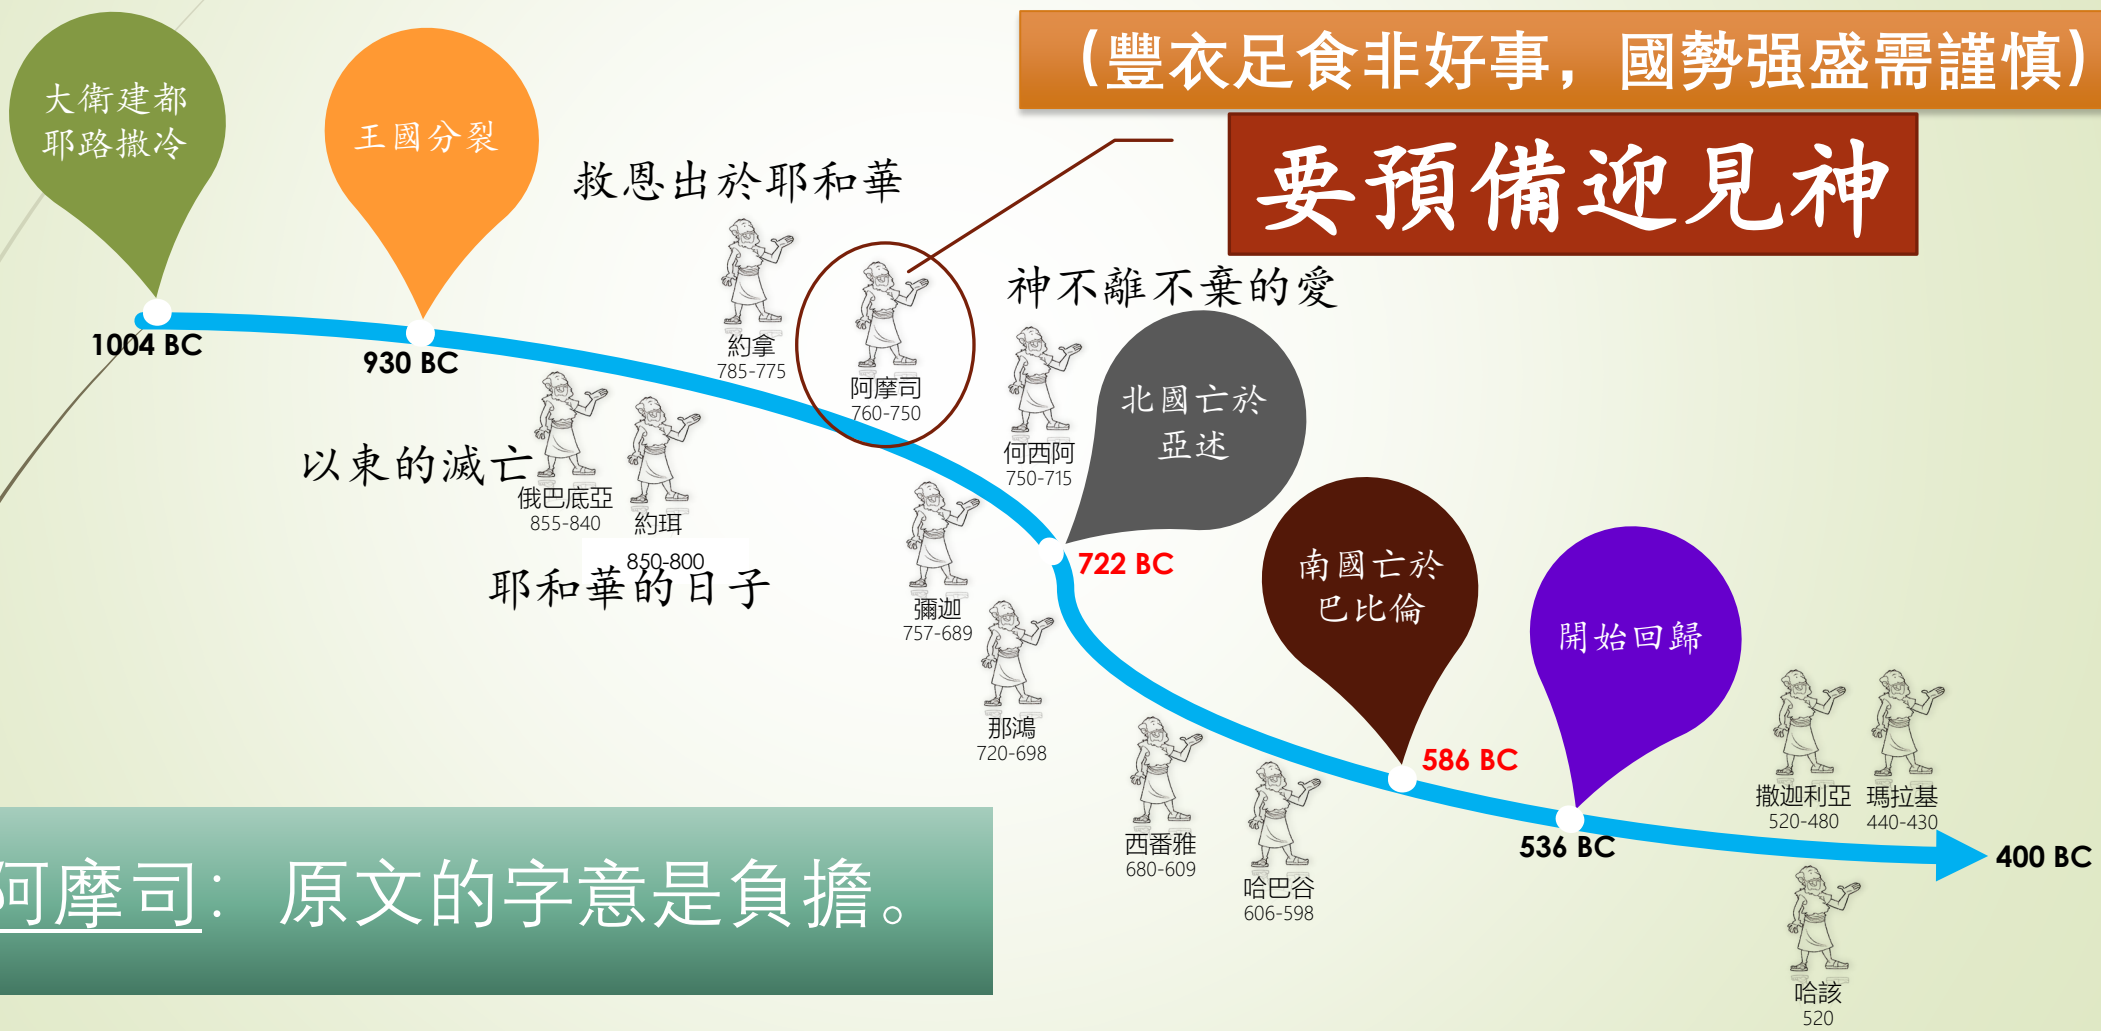 (豐衣足食非好事，國勢强盛需謹慎)
要預備迎見神
大衛建都
耶路撒冷
王國分裂
救恩出於耶和華
神不離不棄的愛
1004 BC
930 BC
約拿
785-775
阿摩司
760-750
何西阿
750-715
北國亡於
亞述
以東的滅亡
俄巴底亞
855-840
約珥
850-800
耶和華的日子
彌迦
757-689
722 BC
南國亡於
巴比倫
開始回歸
那鴻
720-698
586 BC
西番雅
680-609
哈巴谷
606-598
536 BC
撒迦利亞
520-480
瑪拉基
440-430
400 BC
哈該
520
阿摩司：原文的字意是負擔。